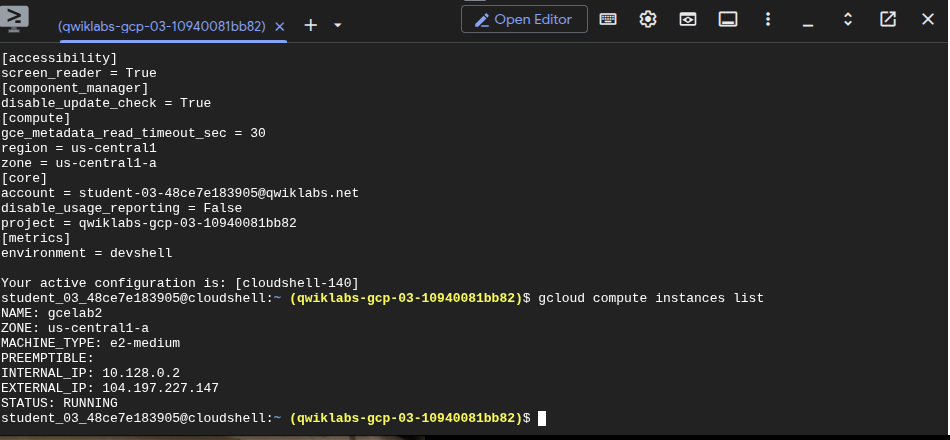 (qwiklabs-gcp-03-10940081bb82)
Open Editor
[accessibility]
screen_reader = True
[component_manager]
disable_update_check = True
[compute]
gce_metadata_read_timeout_sec = 30
region = us-central1
zone = us-central1-a
[core]
account = student-03-48ce7e183905@qwiklabs.net
disable_usage_reporting = False
project = qwiklabs-gcp-03-10940081bb82
[metrics]
environment = devshell
Your active configuration is: [cloudshell-140]
student_03_48ce7e183905@cloudshell:~ (qwiklabs-gcp-03-10940081bb82)$ gcloud compute instances list
NAME: gcelab2
ZONE: us-central1-a
MACHINE_TYPE: e2-medium
PREEMPTIBLE:
INTERNAL_IP: 10.128.0.2
EXTERNAL_IP: 104.197.227.147
STATUS: RUNNING
student_03_48ce7e183905@cloudshell:~ (qwiklabs-gcp-03-10940081bb82)$